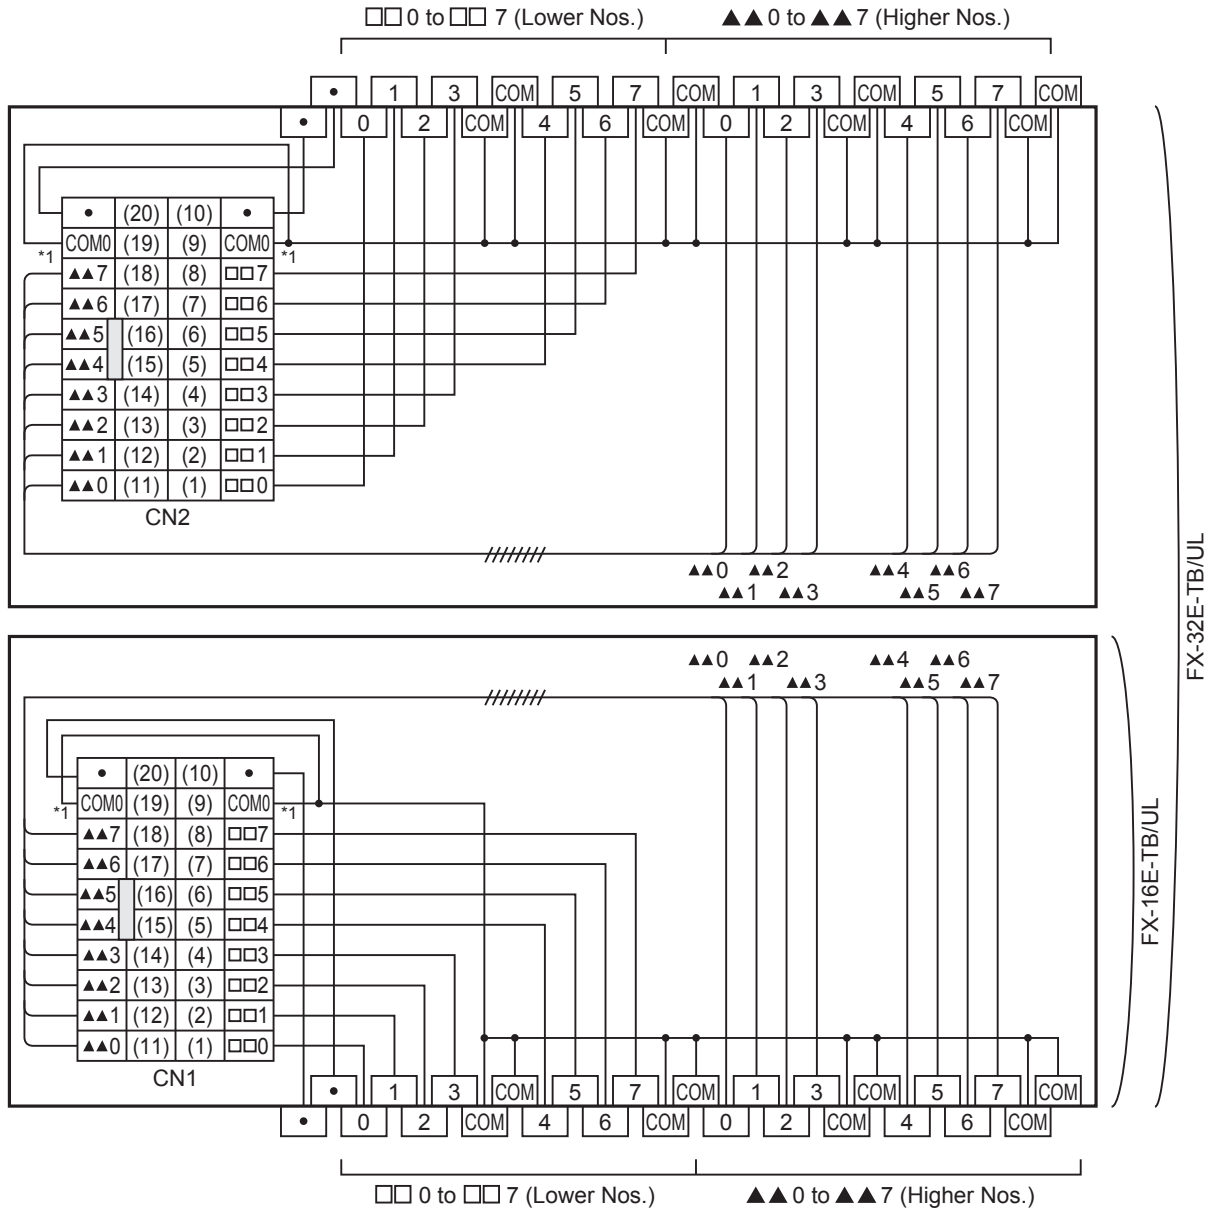 □□ 0 to □□ 7 (Lower Nos.) ▲▲ 0 to ▲▲ 7 (Higher Nos.)
• 1 3 COM 5 7 COM 1 3 COM 5 7 COM
• 0 2 COM 4 6 COM 0 2 COM 4 6 COM
• (20) (10) •
COM0 (19) (9) COM0
*1 *1
▲▲7 (18) (8) □□7
▲▲6 (17) (7) □□6
▲▲5 (16) (6) □□5
▲▲4 (15) (5) □□4
▲▲3 (14) (4) □□3
▲▲2 (13) (3) □□2
▲▲1 (12) (2) □□1
▲▲0 (11) (1) □□0
CN2
▲▲0 ▲▲2 ▲▲4 ▲▲6
▲▲1 ▲▲3 ▲▲5 ▲▲7
FX-32E-TB/UL
▲▲0 ▲▲2 ▲▲4 ▲▲6
▲▲1 ▲▲3 ▲▲5 ▲▲7
• (20) (10) •
*1 COM0 (19) (9) COM0 *1
▲▲7 (18) (8) □□7
▲▲6 (17) (7) □□6
▲▲5 (16) (6) □□5
▲▲4 (15) (5) □□4
▲▲3 (14) (4) □□3
▲▲2 (13) (3) □□2
▲▲1 (12) (2) □□1
▲▲0 (11) (1) □□0
CN1
FX-16E-TB/UL
• 1 3 COM 5 7 COM 1 3 COM 5 7 COM
• 0 2 COM 4 6 COM 0 2 COM 4 6 COM
□□ 0 to □□ 7 (Lower Nos.) ▲▲ 0 to ▲▲ 7 (Higher Nos.)